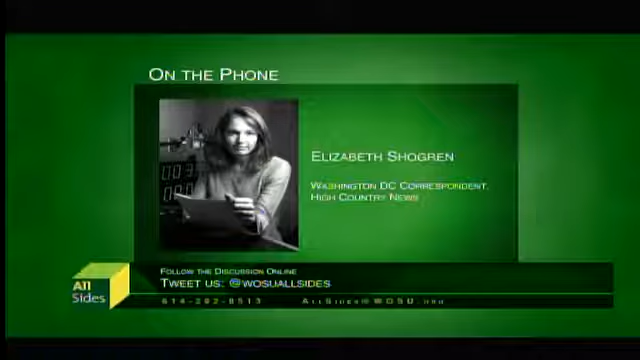 On the Phone
Elizabeth Shogren
Washington DC Correspondent,
High Country News
Follow the Discussion Online
Tweet us: @wosuallsides
All
Sides
614-292-8513 AllSides@WOSU.org